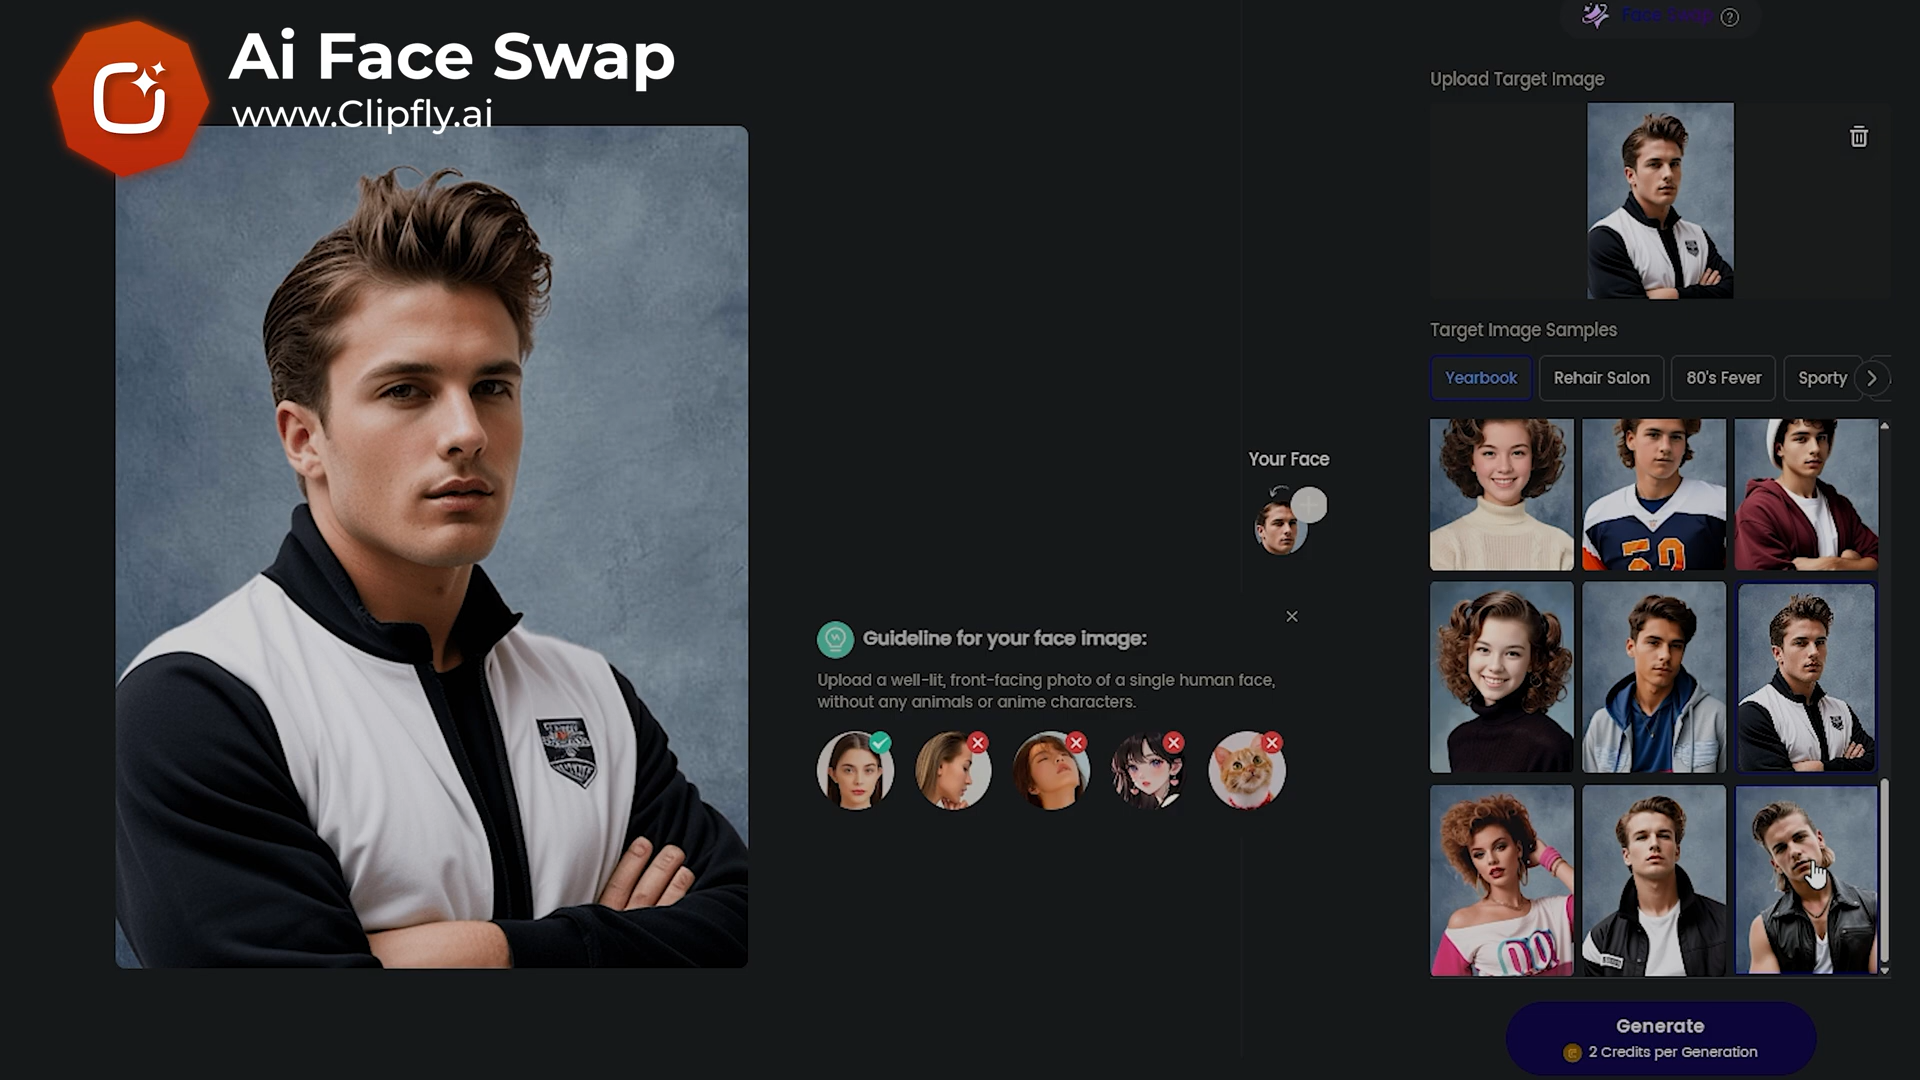 Ai Face Swap
www.Clipfly.ai
Face Swap
Upload Target Image
Target Image Samples
Yearbook
Rehair Salon
80's Fever
Sporty
Your Face
Guideline for your face image:
Upload a well-lit, front-facing photo of a single human face,
without any animals or anime characters.
Generate
2 Credits per Generation